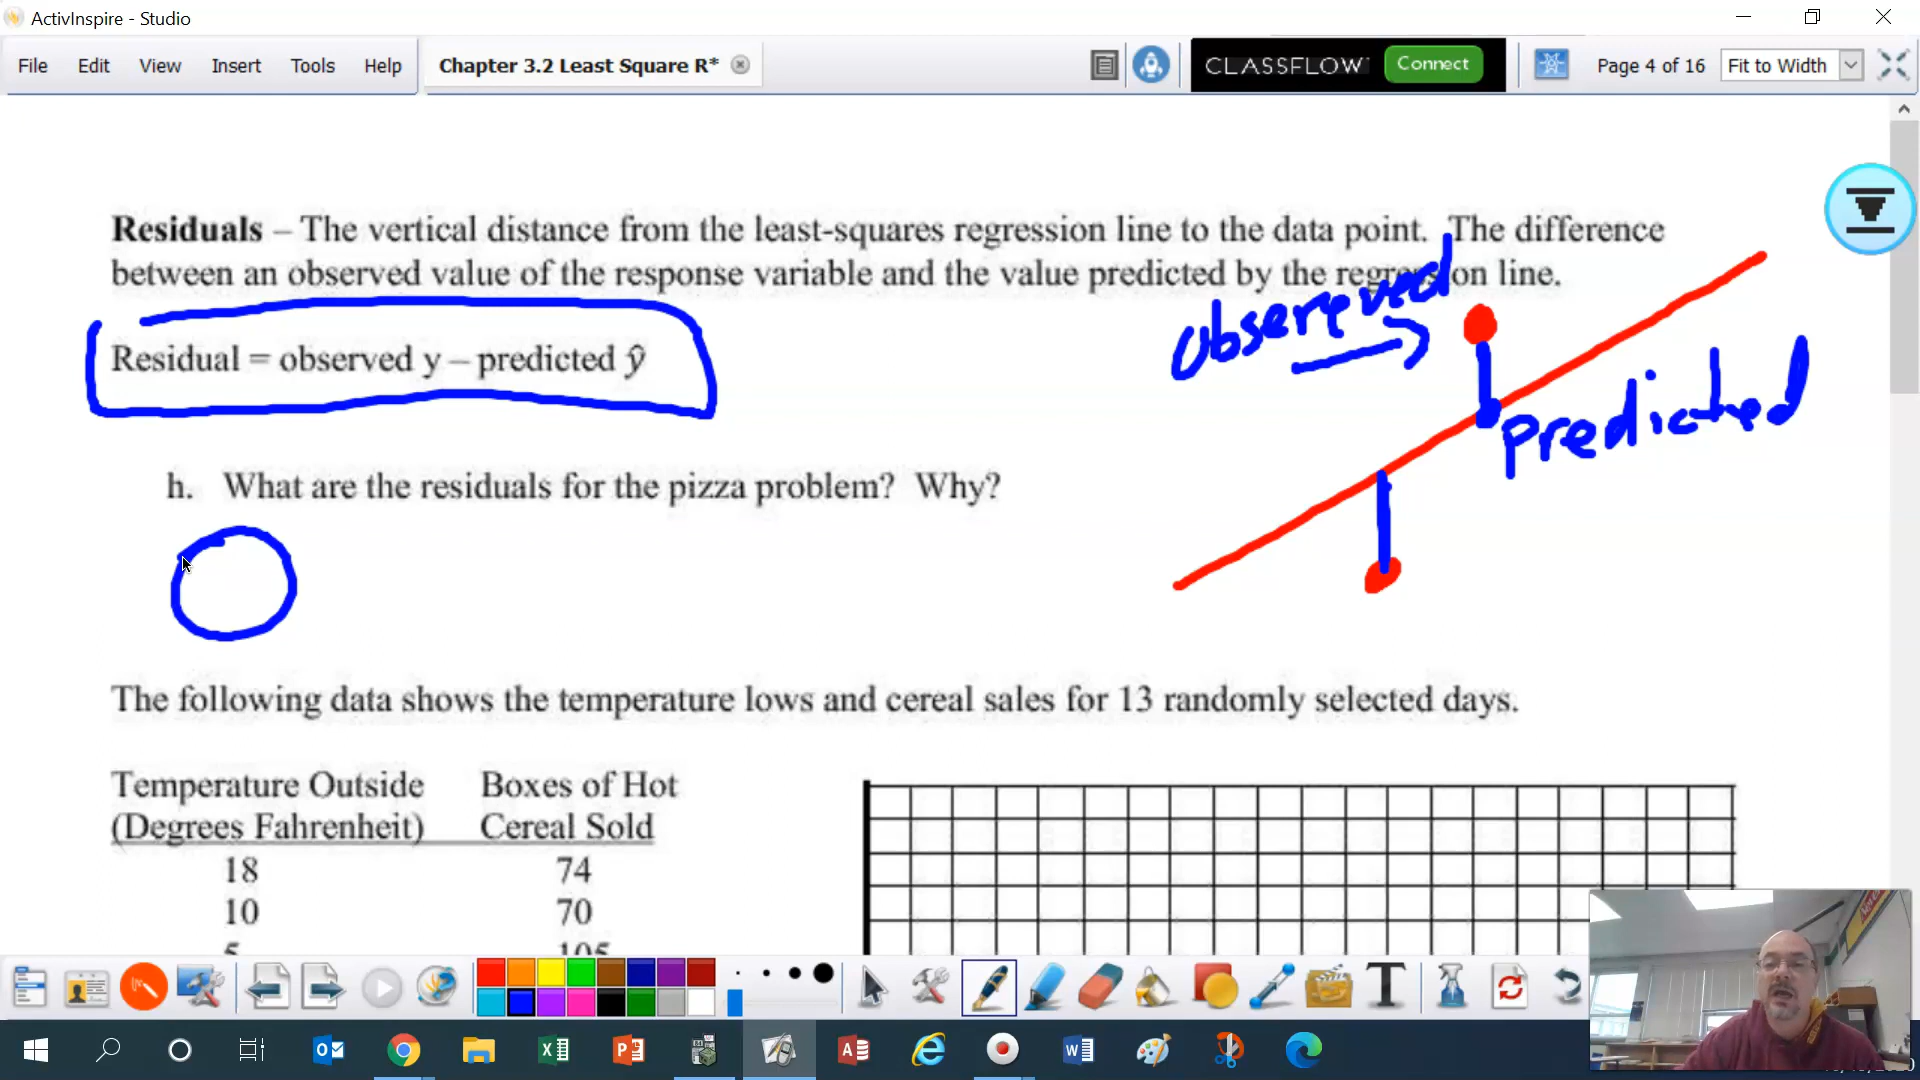 ActivInspire - Studio
File Edit View Insert Tools Help Chapter 3.2 Least Square R* CLASSFLOW Connect Page 4 of 16 Fit to Width
Residuals – The vertical distance from the least-squares regression line to the data point. The difference
between an observed value of the response variable and the value predicted by the regression line.
obsereved
Residual = observed y – predicted ŷ
predicted
h. What are the residuals for the pizza problem? Why?
The following data shows the temperature lows and cereal sales for 13 randomly selected days.
Temperature Outside Boxes of Hot
(Degrees Fahrenheit) Cereal Sold
18 74
10 70
5 105